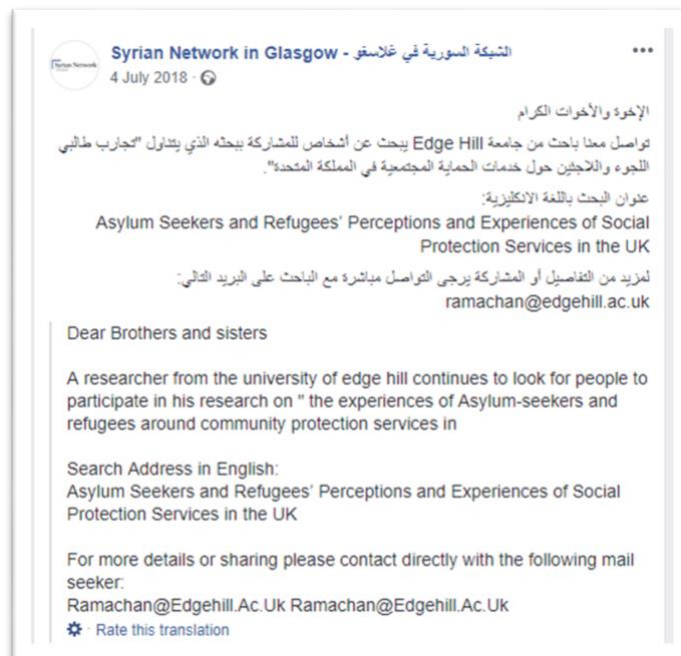 Syrian Network in Glasgow - الشبكة السورية في غلاسغو
Syrian Network
4 July 2018 ·
الإخوة والأخوات الكرام
تواصل معنا باحث من جامعة Edge Hill يبحث عن أشخاص للمشاركة ببحثه الذي يتناول "تجارب طالبي
اللجوء واللاجئين حول خدمات الحماية المجتمعية في المملكة المتحدة".
عنوان البحث باللغة الانكليزية:
Asylum Seekers and Refugees' Perceptions and Experiences of Social
Protection Services in the UK
لمزيد من التفاصيل أو المشاركة يرجى التواصل مباشرة مع الباحث على البريد التالي:
ramachan@edgehill.ac.uk
Dear Brothers and sisters
A researcher from the university of edge hill continues to look for people to
participate in his research on " the experiences of Asylum-seekers and
refugees around community protection services in
Search Address in English:
Asylum Seekers and Refugees' Perceptions and Experiences of Social
Protection Services in the UK
For more details or sharing please contact directly with the following mail
seeker:
Ramachan@Edgehill.Ac.Uk Ramachan@Edgehill.Ac.Uk
· Rate this translation